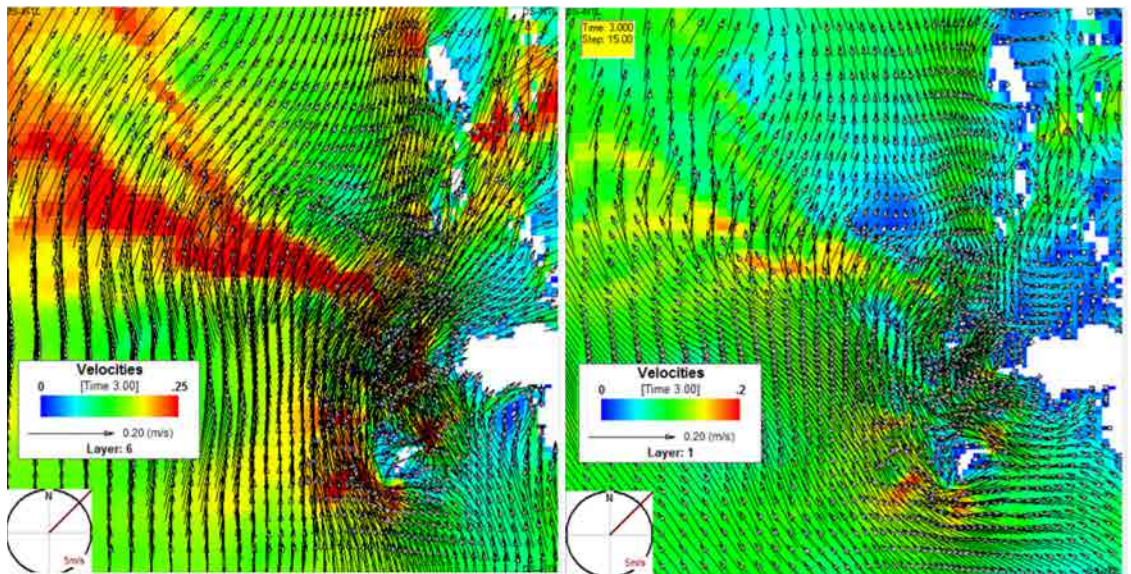 Time: 3.000
Step: 15.00
Velocities
[Time 3.00]
0 .25
0.20 (m/s)
Layer: 6
N
5m/s
Velocities
[Time 3.00]
0 .2
0.20 (m/s)
Layer: 1
N
5m/s